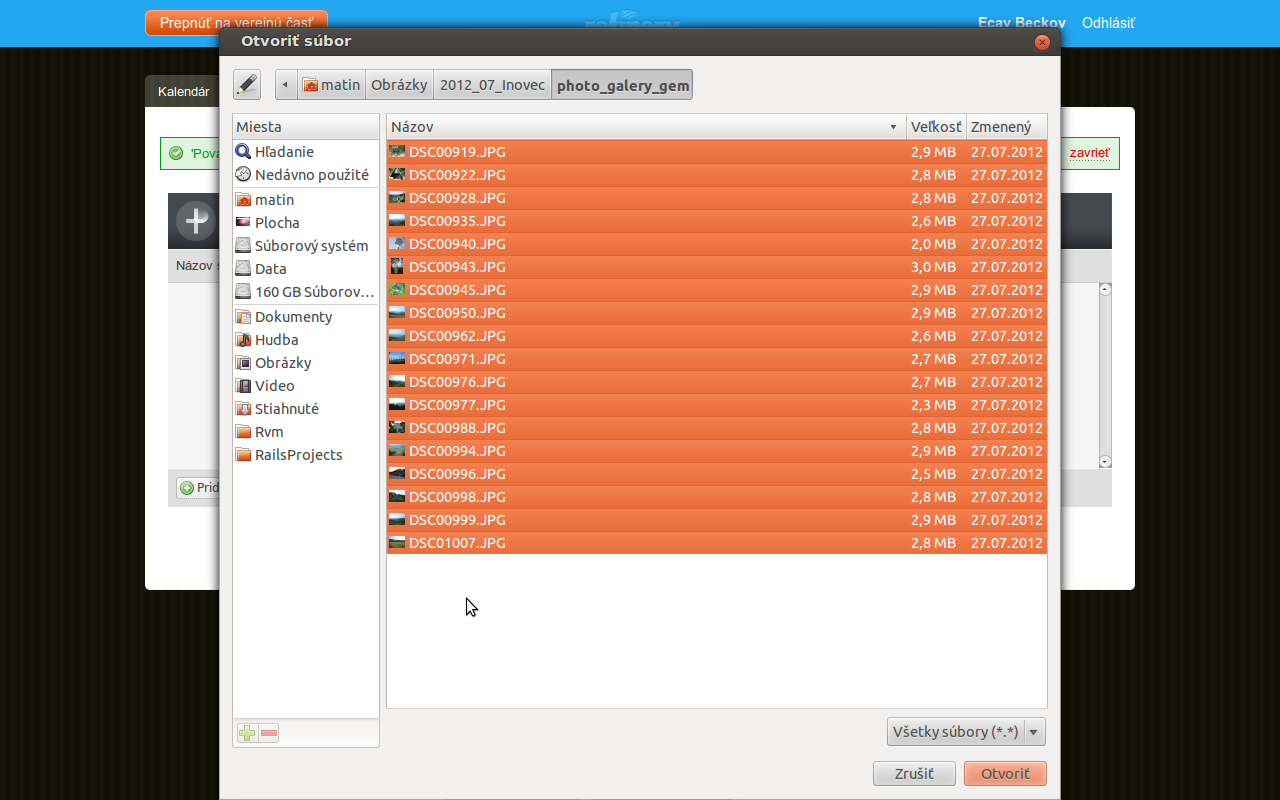 Prepnúť na verejnú časť
refinery
Ecav Beckov Odhlásiť
Otvoriť súbor
Kalendár
matin Obrázky 2012_07_Inovec photo_galery_gem
Miesta
Hľadanie
Nedávno použité
matin
Plocha
Súborový systém
Data
160 GB Súborov…
Dokumenty
Hudba
Obrázky
Video
Stiahnuté
Rvm
RailsProjects
Názov Veľkosť Zmenený
DSC00919.JPG 2,9 MB 27.07.2012
DSC00922.JPG 2,8 MB 27.07.2012
DSC00928.JPG 2,8 MB 27.07.2012
DSC00935.JPG 2,6 MB 27.07.2012
DSC00940.JPG 2,0 MB 27.07.2012
DSC00943.JPG 3,0 MB 27.07.2012
DSC00945.JPG 2,9 MB 27.07.2012
DSC00950.JPG 2,9 MB 27.07.2012
DSC00962.JPG 2,6 MB 27.07.2012
DSC00971.JPG 2,7 MB 27.07.2012
DSC00976.JPG 2,7 MB 27.07.2012
DSC00977.JPG 2,3 MB 27.07.2012
DSC00988.JPG 2,8 MB 27.07.2012
DSC00994.JPG 2,9 MB 27.07.2012
DSC00996.JPG 2,5 MB 27.07.2012
DSC00998.JPG 2,8 MB 27.07.2012
DSC00999.JPG 2,9 MB 27.07.2012
DSC01007.JPG 2,8 MB 27.07.2012
'Pova
zavrieť
Názov
Prid
Všetky súbory (*.*)
Zrušiť Otvoriť